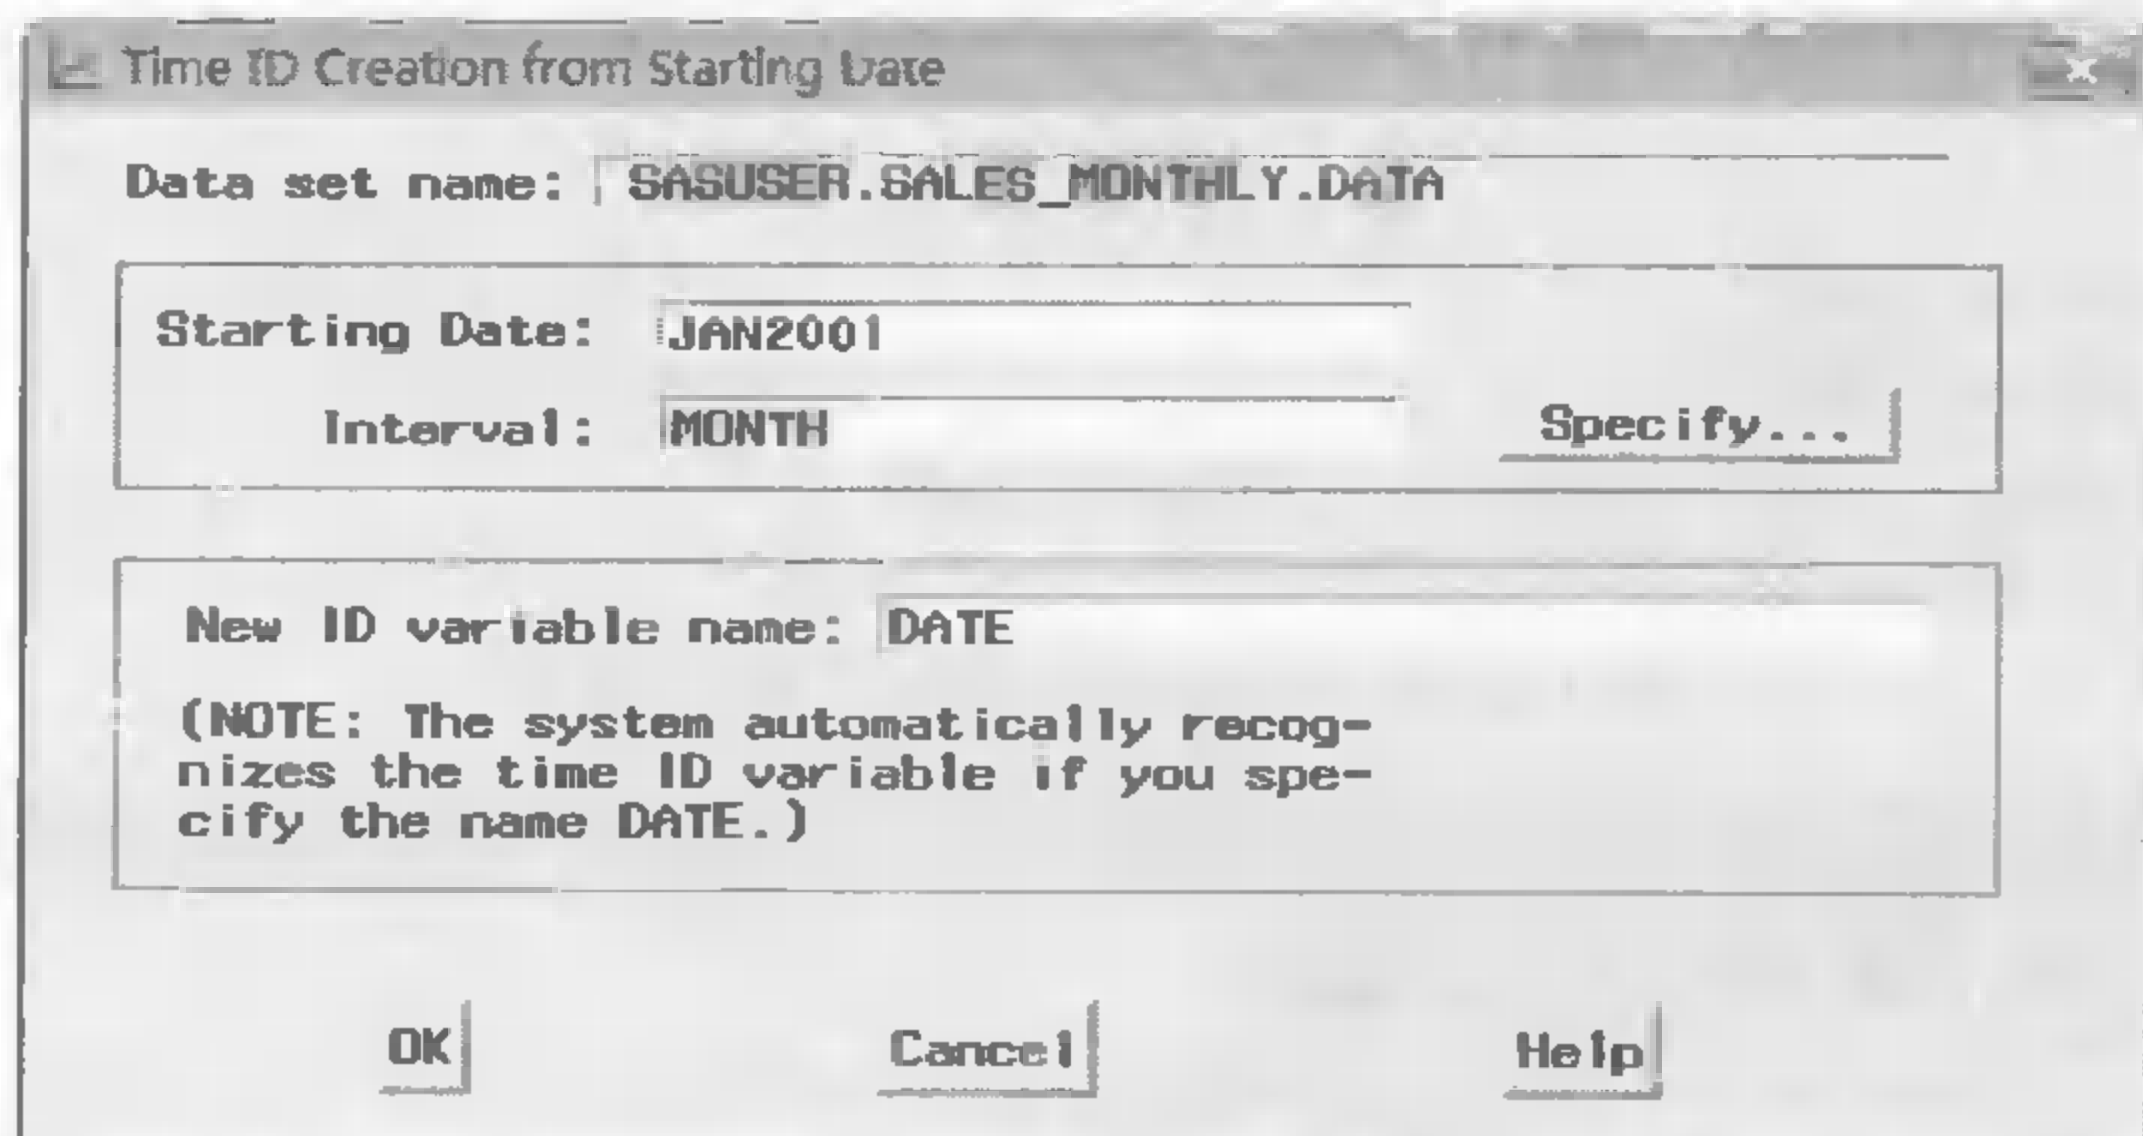 Time ID Creation from Starting Date
Data set name: SASUSER.SALES_MONTHLY.DATA
Starting Date: JAN2001
Interval: MONTH Specify...
New ID variable name: DATE
(NOTE: The system automatically recog-
nizes the time ID variable if you spe-
cify the name DATE.)
OK Cancel Help